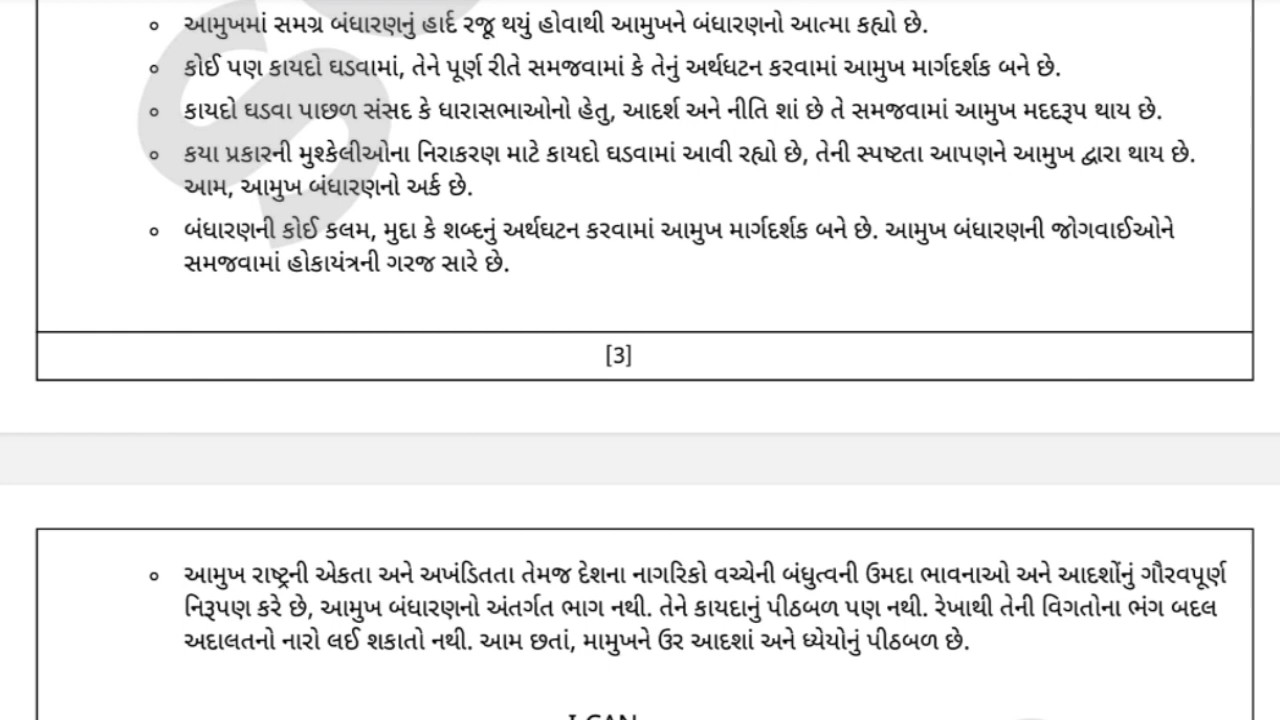 આમુખમાં સમગ્ર બંધારણનું હાર્દ રજૂ થયું હોવાથી આમુખને બંધારણનો આત્મા કહ્યો છે.
કોઈ પણ કાયદો ઘડવામાં, તેને પૂર્ણ રીતે સમજવામાં કે તેનું અર્થઘટન કરવામાં આમુખ માર્ગદર્શક બને છે.
કાયદો ઘડવા પાછળ સંસદ કે ધારાસભાઓનો હેતુ, આદર્શ અને નીતિ શાં છે તે સમજવામાં આમુખ મદદરૂપ થાય છે.
કયા પ્રકારની મુશ્કેલીઓના નિરાકરણ માટે કાયદો ઘડવામાં આવી રહ્યો છે, તેની સ્પષ્ટતા આપણને આમુખ દ્વારા થાય છે.
આમ, આમુખ બંધારણનો અર્ક છે.
બંધારણની કોઈ કલમ, મુદા કે શબ્દનું અર્થઘટન કરવામાં આમુખ માર્ગદર્શક બને છે. આમુખ બંધારણની જોગવાઈઓને
સમજવામાં હોકાયંત્રની ગરજ સારે છે.
[3]
આમુખ રાષ્ટ્રની એકતા અને અખંડિતતા તેમજ દેશના નાગરિકો વચ્ચેની બંધુત્વની ઉમદા ભાવનાઓ અને આદર્શોનું ગૌરવપૂર્ણ
નિરૂપણ કરે છે, આમુખ બંધારણનો અંતર્ગત ભાગ નથી. તેને કાયદાનું પીઠબળ પણ નથી. રેખાથી તેની વિગતોના ભંગ બદલ
અદાલતનો નારો લઈ શકાતો નથી. આમ છતાં, મામુખને ઉર આદશાં અને ધ્યેયોનું પીઠબળ છે.
I CAN